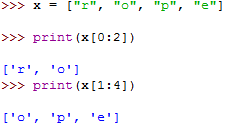 >>> x = ["r", "o", "p", "e"]
>>> print(x[0:2])
['r', 'o']
>>> print(x[1:4])
['o', 'p', 'e']